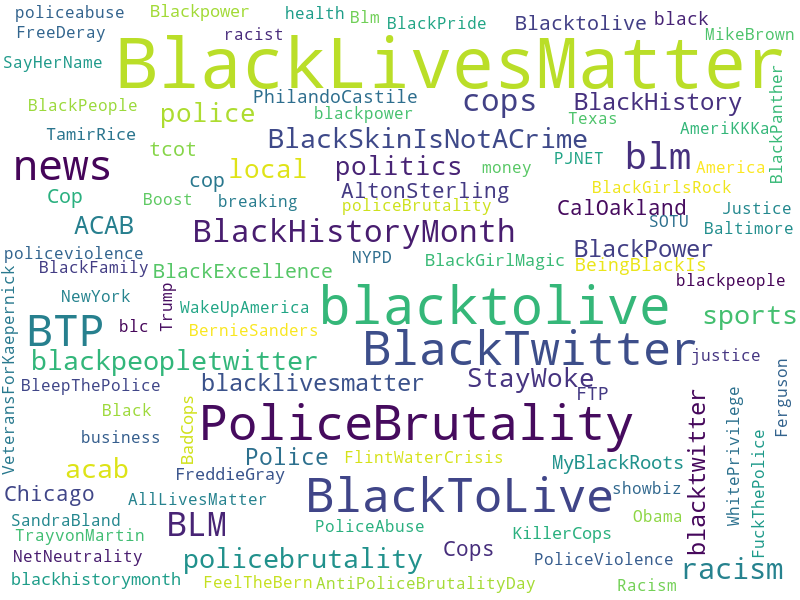 policeabuse
Blackpower
health
Blm
BlackPride
Blacktolive
black
FreeDeray
racist
MikeBrown
BlackLivesMatter
SayHerName
BlackPeople
police
PhilandoCastile
blackpower
cops
BlackHistory
Texas
BlackPanther
TamirRice
tcot
BlackSkinIsNotACrime
AmeriKKKa
news
local
politics
money
PJNET
blm
America
Cop
Boost
cop
breaking
AltonSterling
policeBrutality
BlackGirlsRock
CalOakland
Justice
SOTU
Baltimore
ACAB
BlackHistoryMonth
BlackPower
policeviolence
BlackFamily
BlackExcellence
NYPD
BlackGirlMagic
BeingBlackIs
blackpeople
VeteransForKaepernick
NewYork
Trump
WakeUpAmerica
blacktolive
sports
BTP
blc
BernieSanders
BlackTwitter
justice
blackpeopletwitter
BleepThePolice
blacklivesmatter
StayWoke
FTP
Ferguson
Black
BadCops
PoliceBrutality
blacktwitter
WhitePrivilege
FuckThePolice
business
acab
Police
FlintWaterCrisis
MyBlackRoots
FreddieGray
Chicago
AllLivesMatter
BlackToLive
showbiz
SandraBland
BLM
PoliceAbuse
KillerCops
Obama
TrayvonMartin
NetNeutrality
policebrutality
Cops
PoliceViolence
racism
blackhistorymonth
FeelTheBern
AntiPoliceBrutalityDay
Racism